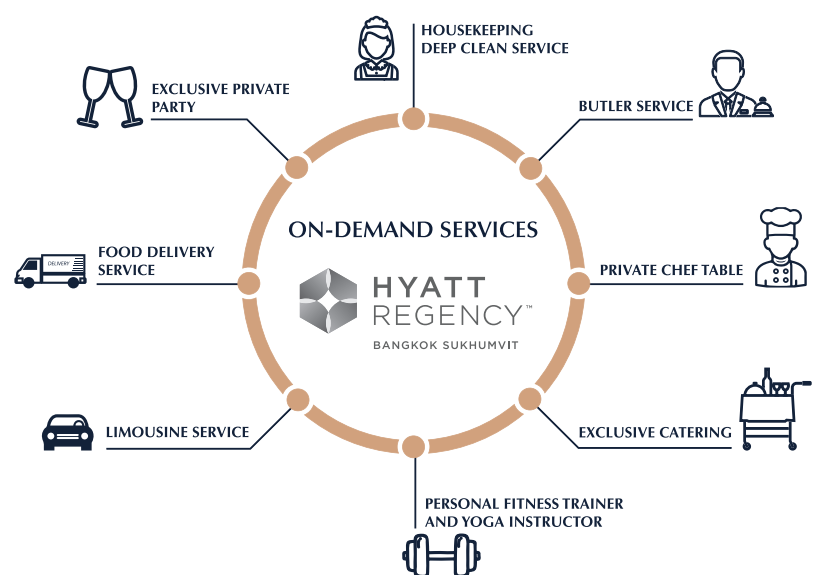 HOUSEKEEPING
DEEP CLEAN SERVICE
EXCLUSIVE PRIVATE
PARTY
BUTLER SERVICE
ON-DEMAND SERVICES
FOOD DELIVERY
SERVICE
DELIVERY
PRIVATE CHEF TABLE
HYATT
REGENCY™
BANGKOK SUKHUMVIT
LIMOUSINE SERVICE
EXCLUSIVE CATERING
PERSONAL FITNESS TRAINER
AND YOGA INSTRUCTOR